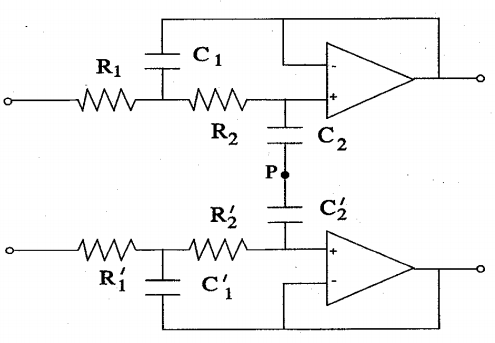 R1 C1
-
+
R2 C2
P
R2′ C2′
+
R1′ C1′ -